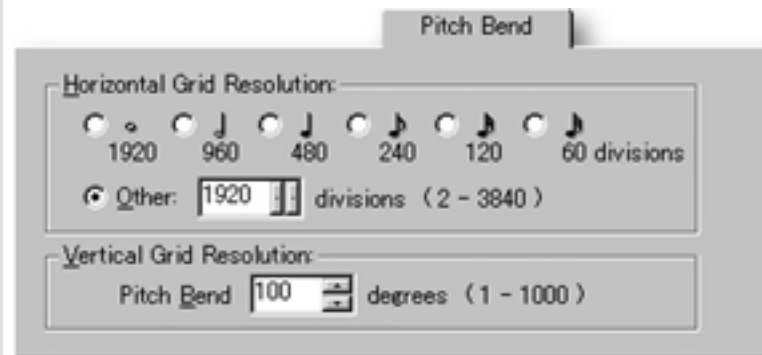 Pitch Bend
Horizontal Grid Resolution:
1920 960 480 240 120 60 divisions
Other: 1920 divisions ( 2 - 3840 )
Vertical Grid Resolution:
Pitch Bend 100 degrees ( 1 - 1000 )